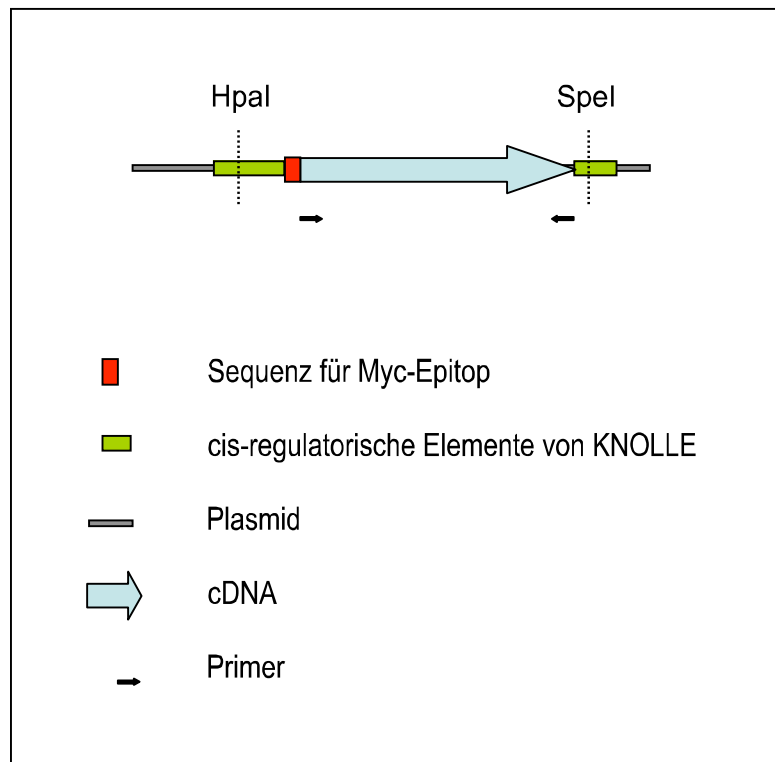 HpaI SpeI
Sequenz für Myc-Epitop
cis-regulatorische Elemente von KNOLLE
Plasmid
cDNA
Primer